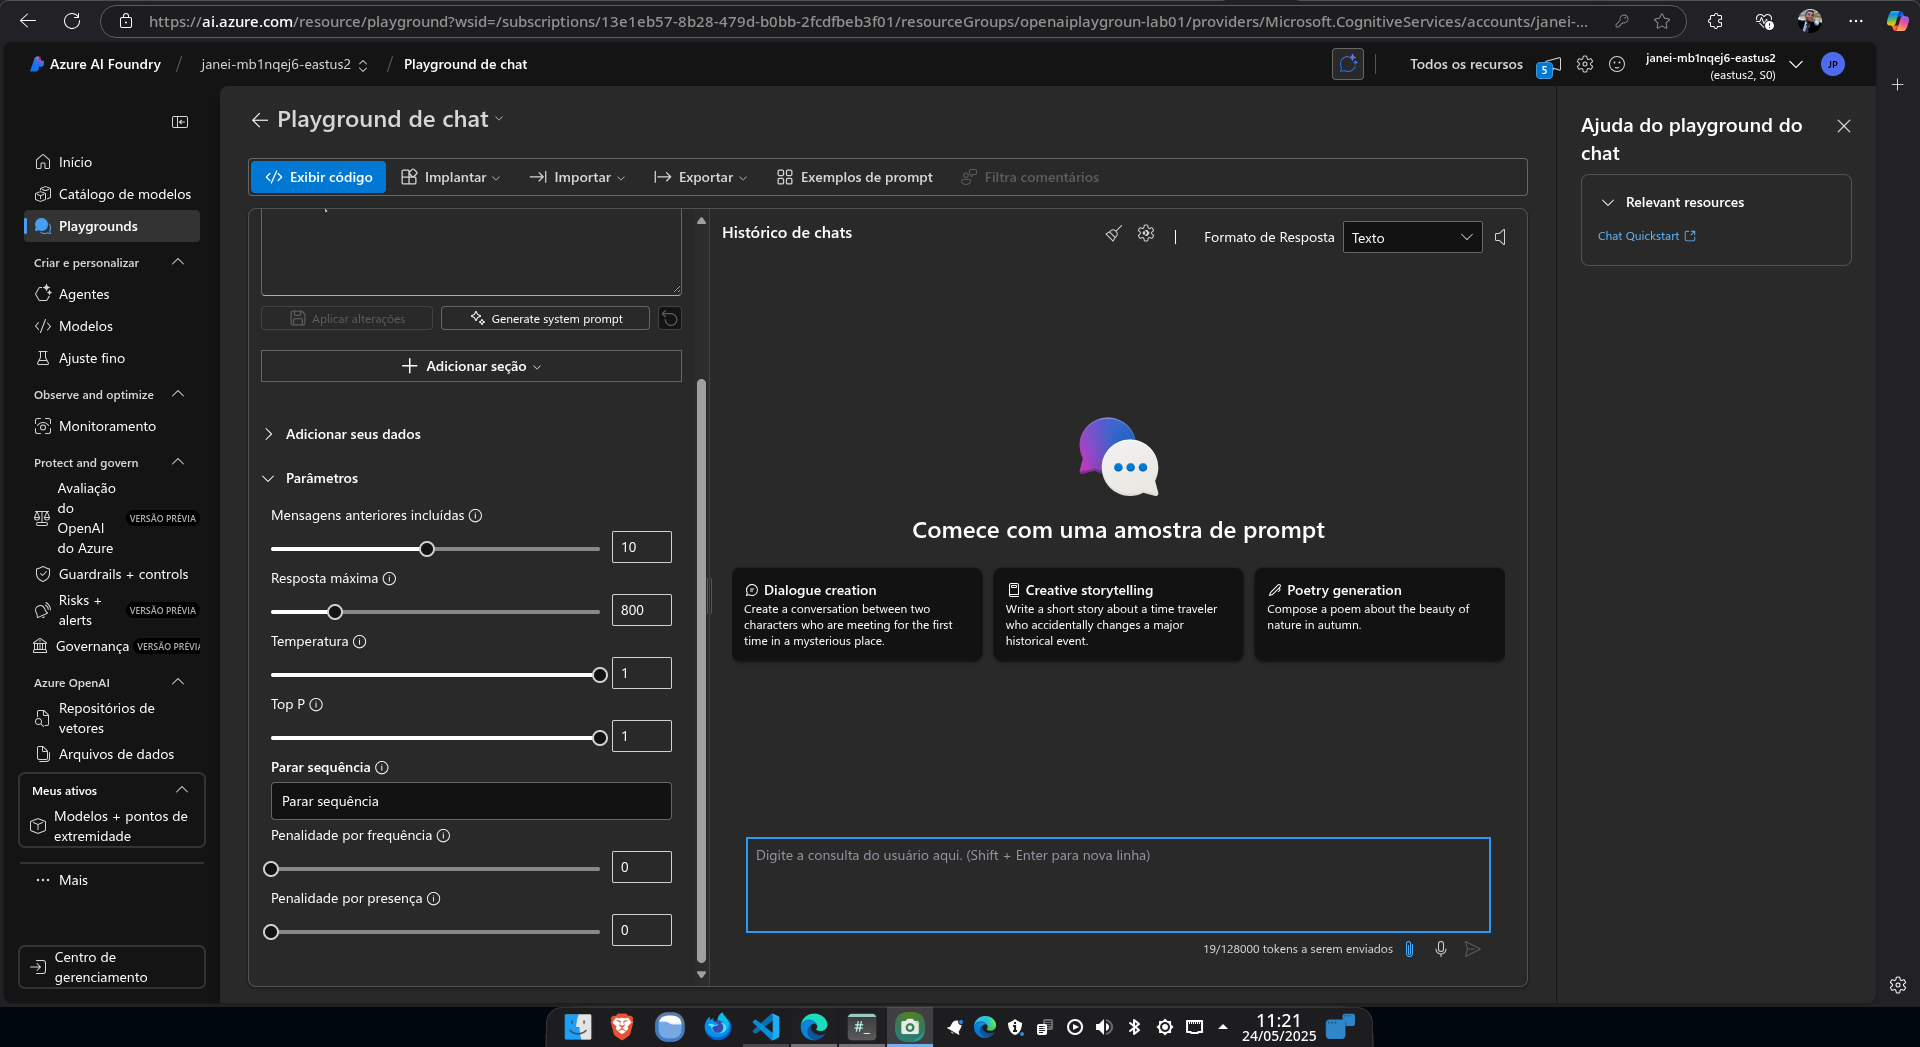 https://ai.azure.com/resource/playground?wsid=/subscriptions/13e1eb57-8b28-479d-b0bb-2fcdfbeb3f01/resourceGroups/openaiplaygroun-lab01/providers/Microsoft.CognitiveServices/accounts/janei-...
Azure AI Foundry / janei-mb1nqej6-eastus2 / Playground de chat
Todos os recursos
5
janei-mb1nqej6-eastus2
(eastus2, S0)
JP
Início
Catálogo de modelos
Playgrounds
Criar e personalizar
Agentes
Modelos
Ajuste fino
Observe and optimize
Monitoramento
Protect and govern
Avaliação
do
OpenAI
do Azure
VERSÃO PRÉVIA
Guardrails + controls
Risks +
alerts
VERSÃO PRÉVIA
Governança
VERSÃO PRÉVIA
Azure OpenAI
Repositórios de
vetores
Arquivos de dados
Meus ativos
Modelos + pontos de
extremidade
Mais
Centro de
gerenciamento
Playground de chat
Exibir código
Implantar
Importar
Exportar
Exemplos de prompt
Filtra comentários
Aplicar alterações
Generate system prompt
Adicionar seção
Adicionar seus dados
Parâmetros
Mensagens anteriores incluídas
10
Resposta máxima
800
Temperatura
1
Top P
1
Parar sequência
Parar sequência
Penalidade por frequência
0
Penalidade por presença
0
Histórico de chats
Formato de Resposta
Texto
Comece com uma amostra de prompt
Dialogue creation
Create a conversation between two
characters who are meeting for the first
time in a mysterious place.
Creative storytelling
Write a short story about a time traveler
who accidentally changes a major
historical event.
Poetry generation
Compose a poem about the beauty of
nature in autumn.
Digite a consulta do usuário aqui. (Shift + Enter para nova linha)
19/128000 tokens a serem enviados
Ajuda do playground do
chat
Relevant resources
Chat Quickstart
#_
11:21
24/05/2025